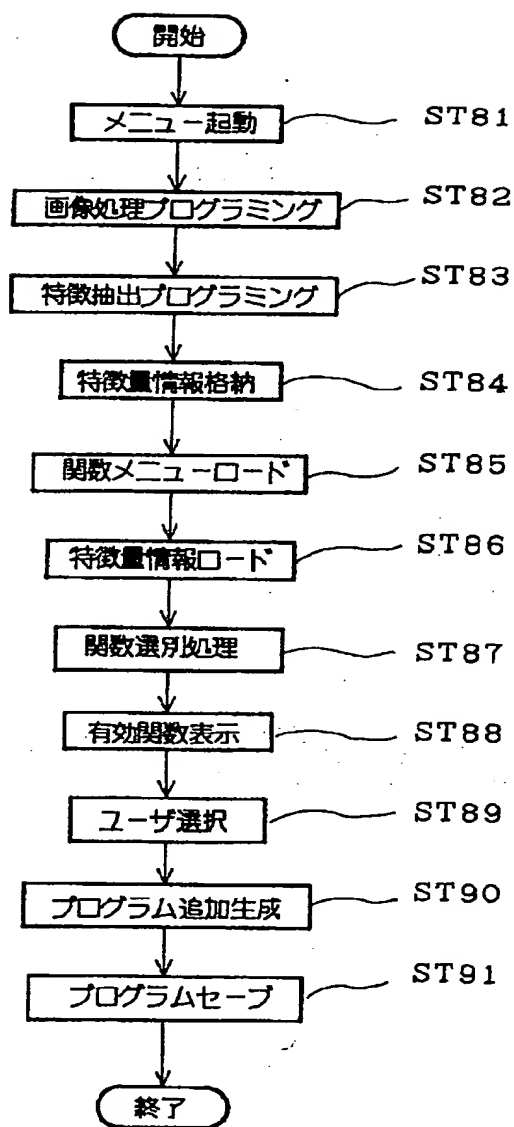 開始
メニュー起動 ST81
画像処理プログラミング ST82
特徴抽出プログラミング ST83
特徴量情報格納 ST84
関数メニューロード ST85
特徴量情報ロード ST86
関数選別処理 ST87
有効関数表示 ST88
ユーザ選択 ST89
プログラム追加生成 ST90
プログラムセーブ ST91
終了